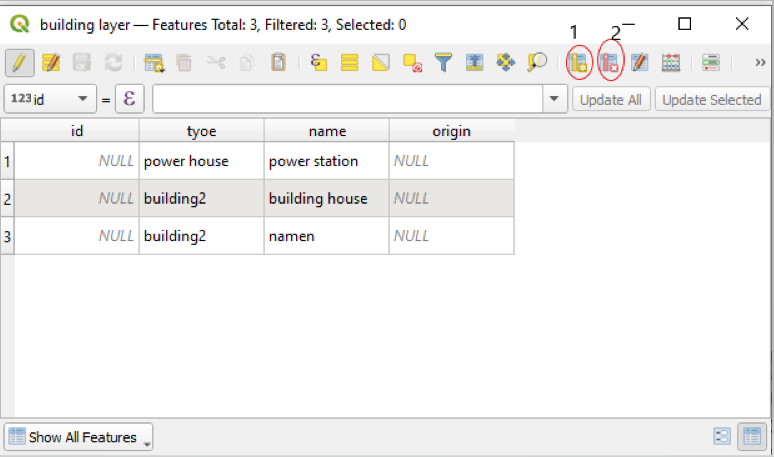 building layer — Features Total: 3, Filtered: 3, Selected: 0
1 2
123 id = ε Update All Update Selected
id tyoe name origin
1 NULL power house power station NULL
2 NULL building2 building house NULL
3 NULL building2 namen NULL
Show All Features